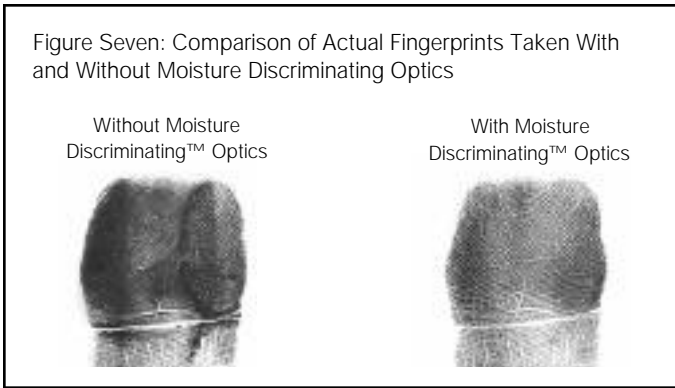 Figure Seven: Comparison of Actual Fingerprints Taken With
and Without Moisture Discriminating Optics
Without Moisture
Discriminating™ Optics
With Moisture
Discriminating™ Optics